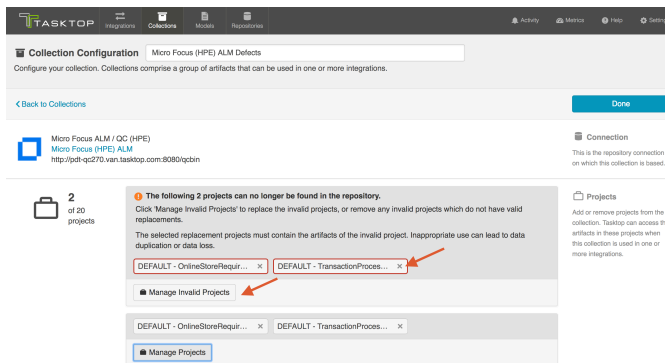 TASKTOP
Integrations
Collections
Models
Repositories
Activity
Metrics
Help
Collection Configuration
Micro Focus (HPE) ALM Defects
Configure your collection. Collections comprise a group of artifacts that can be used in one or more integrations.
Back to Collections
Done
Micro Focus ALM / QC (HPE)
Micro Focus (HPE) ALM
http://pdt-qc270.van.tasktop.com:8080/qcbin
Connection
This is the repository connection
on which this collection is based.
2
of 20
projects
The following 2 projects can no longer be found in the repository.
Click 'Manage Invalid Projects' to replace the invalid projects, or remove any invalid projects which do not have valid
replacements.
The selected replacement projects must contain the artifacts of the invalid project. Inappropriate use can lead to data
duplication or data loss.
DEFAULT - OnlineStoreRequir... ×
DEFAULT - TransactionProces... ×
Manage Invalid Projects
DEFAULT - OnlineStoreRequir... ×
DEFAULT - TransactionProces... ×
Manage Projects
Projects
Add or remove projects from the
collection. Tasktop can access
artifacts in these projects when
this collection is used in one or
more integrations.